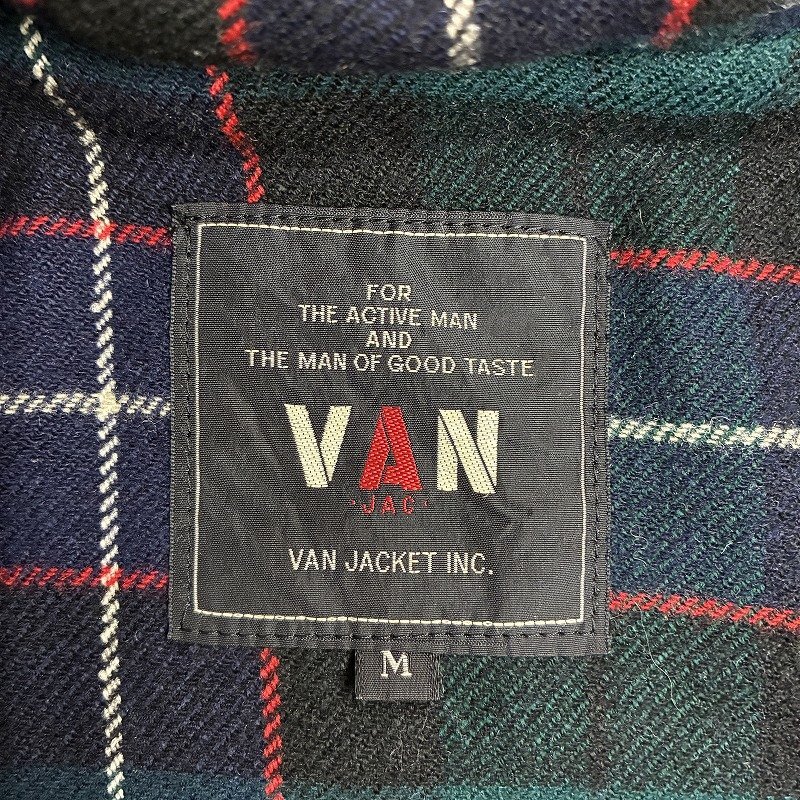 FOR
THE ACTIVE MAN
AND
THE MAN OF GOOD TASTE
VAN
·JAC·
VAN JACKET INC.
M